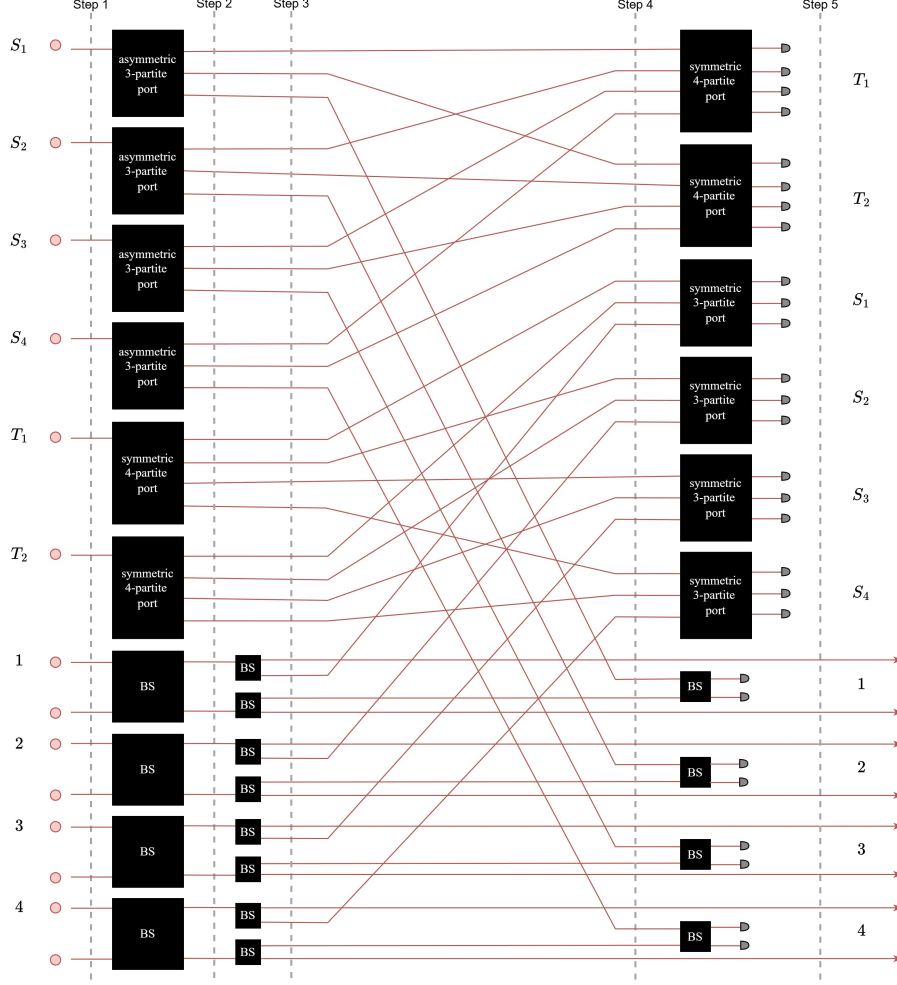 Step 1 Step 2 Step 3 Step 4 Step 5
S₁
asymmetric
3-partite
port
symmetric
4-partite
port
T₁
S₂
asymmetric
3-partite
port
symmetric
4-partite
port
T₂
S₃
asymmetric
3-partite
port
symmetric
3-partite
port
S₁
S₄
asymmetric
3-partite
port
symmetric
3-partite
port
S₂
T₁
symmetric
4-partite
port
symmetric
3-partite
port
S₃
T₂
symmetric
4-partite
port
symmetric
3-partite
port
S₄
1
BS
BS
BS
BS
1
2
BS
BS
BS
BS
2
3
BS
BS
BS
BS
3
4
BS
BS
BS
BS
4